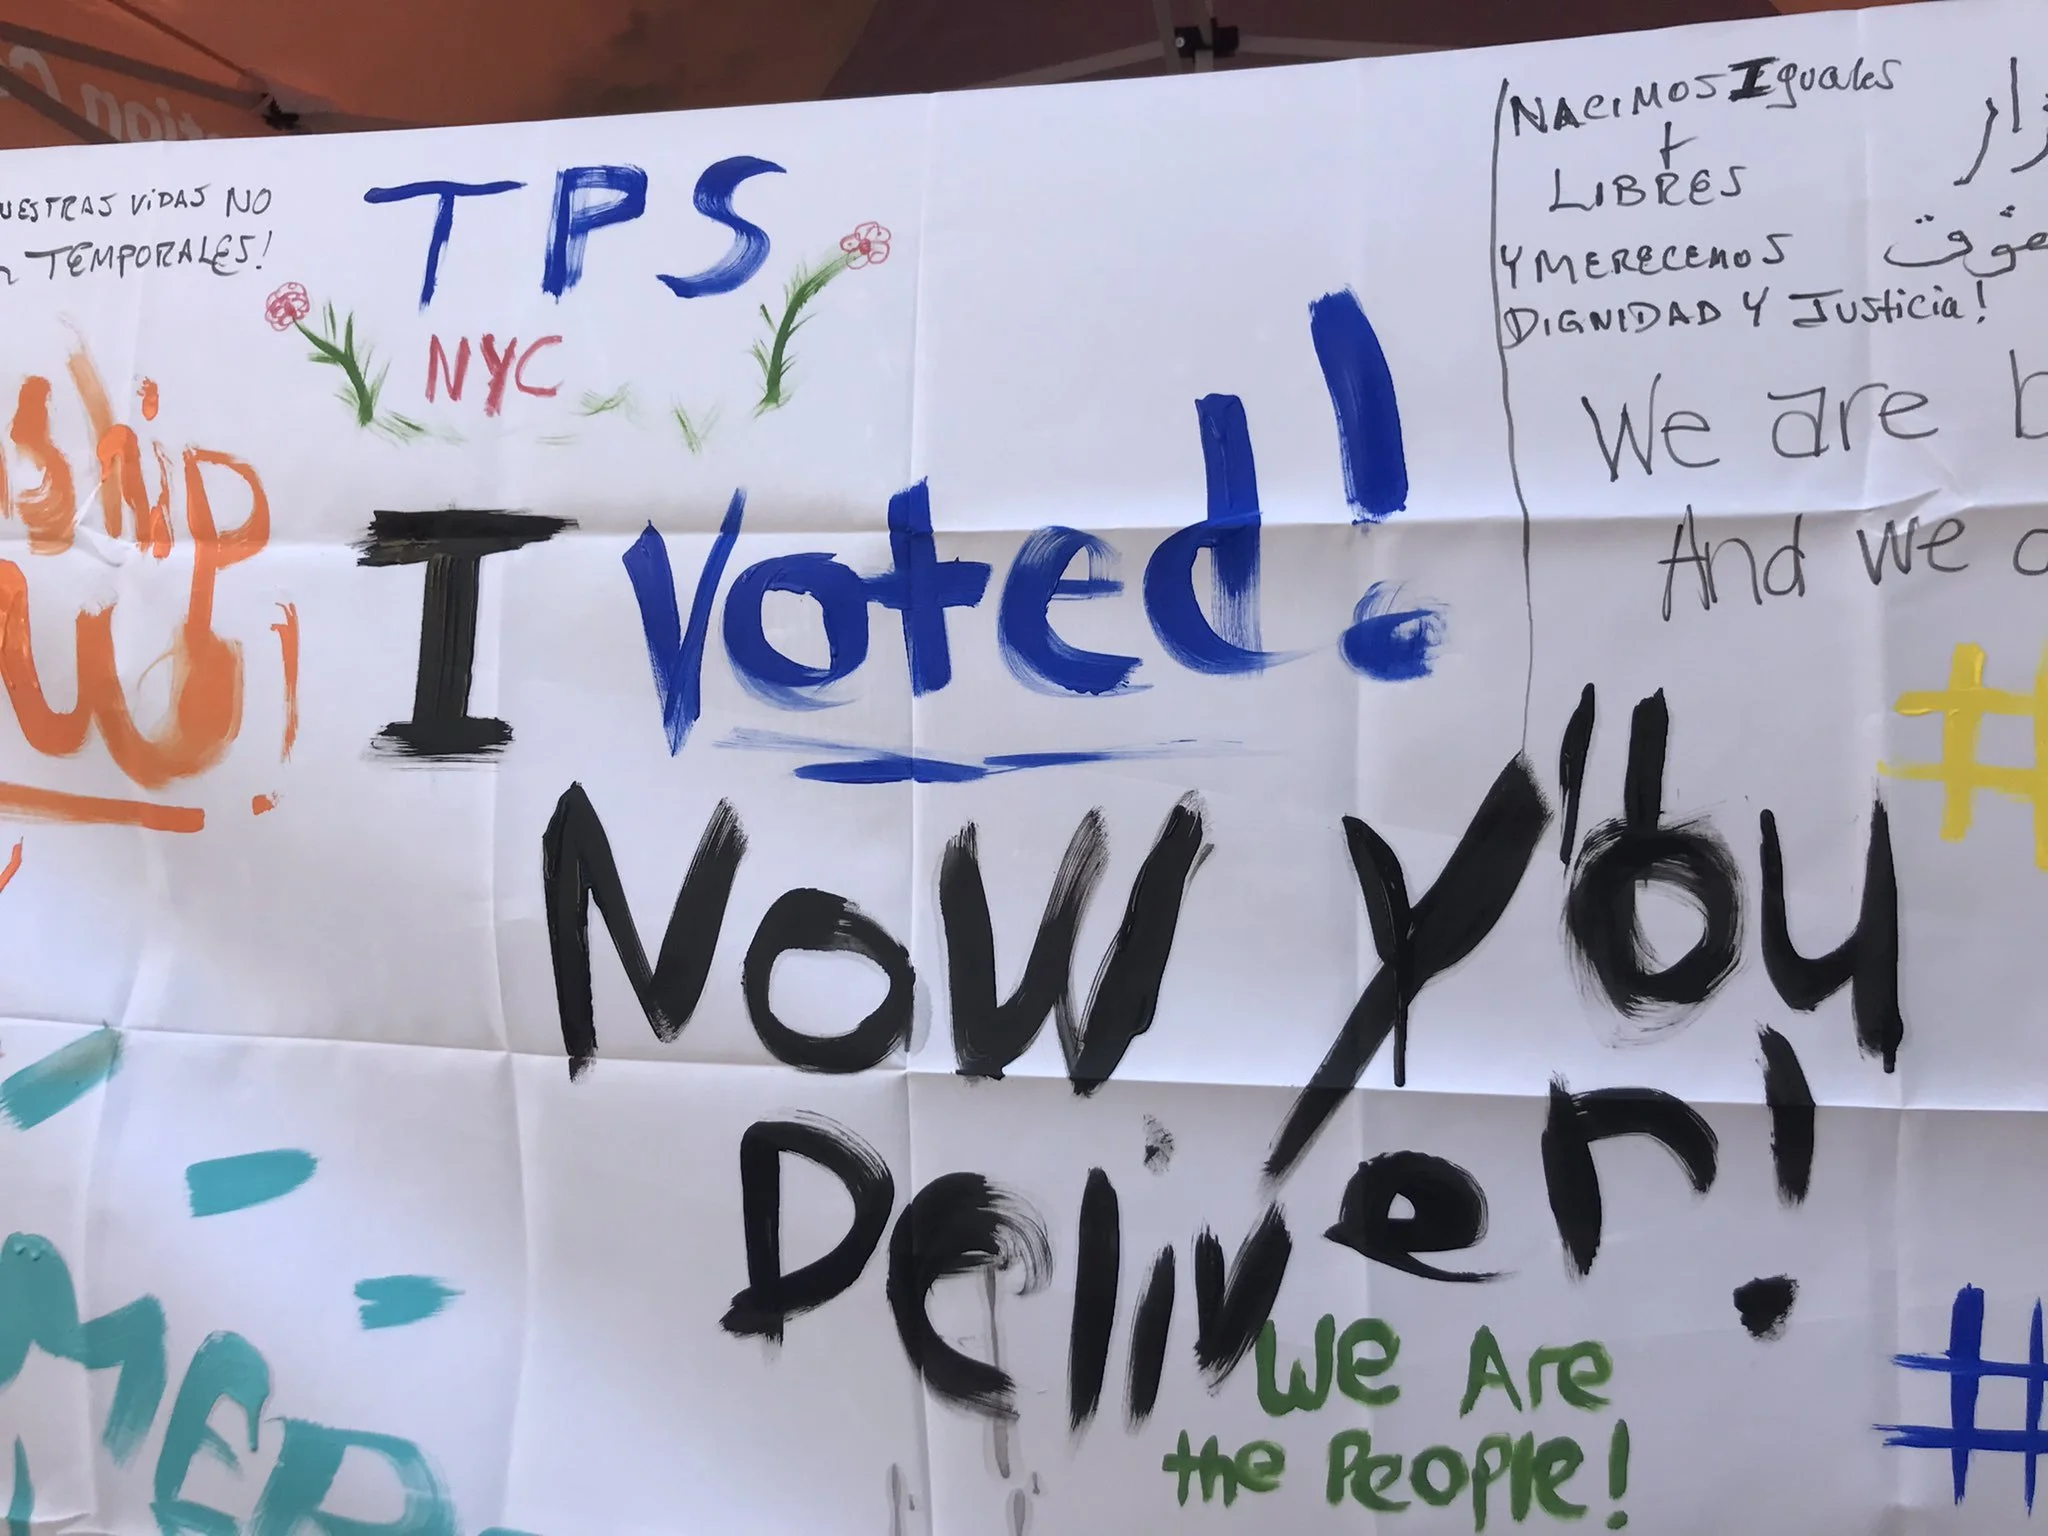 VIDAS NO
TEMPORALES!
TPS
NYC
I Voted!
Now You
Deliver!
We Are
the People!
NACIMOS Iguales
+
LIBRES
Y MERECEMOS
DIGNIDAD Y Justicia!
We are
And we
#
#